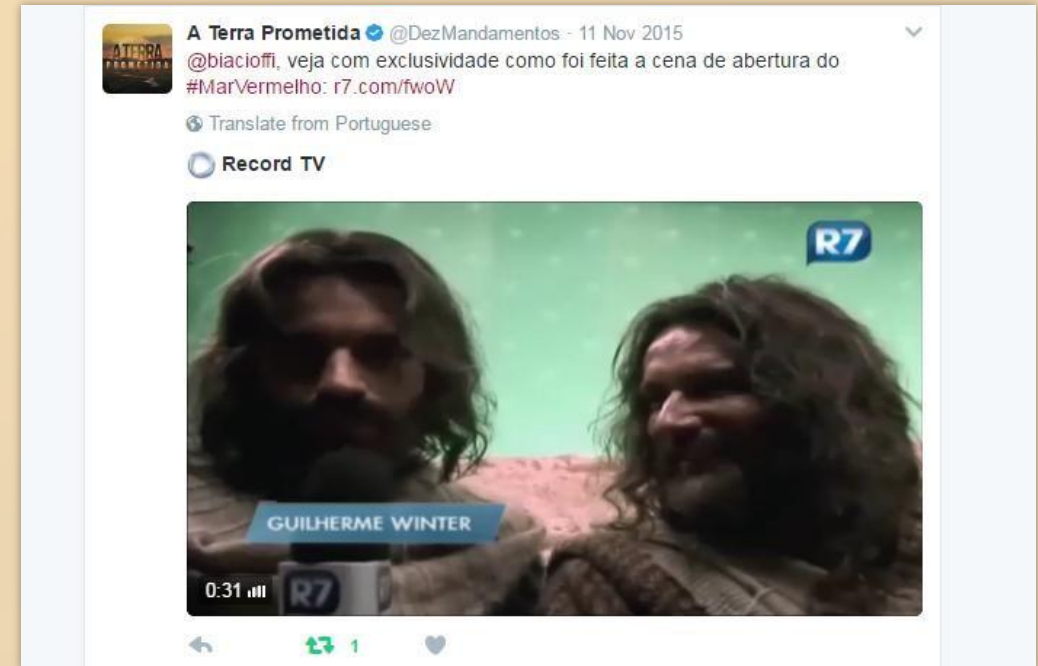 A Terra Prometida @DezMandamentos · 11 Nov 2015
@biacioffi, veja com exclusividade como foi feita a cena de abertura do
#MarVermelho: r7.com/fwoW
Translate from Portuguese
Record TV
A TERRA
PROMETIDA
R7
GUILHERME WINTER
0:31
R7
1